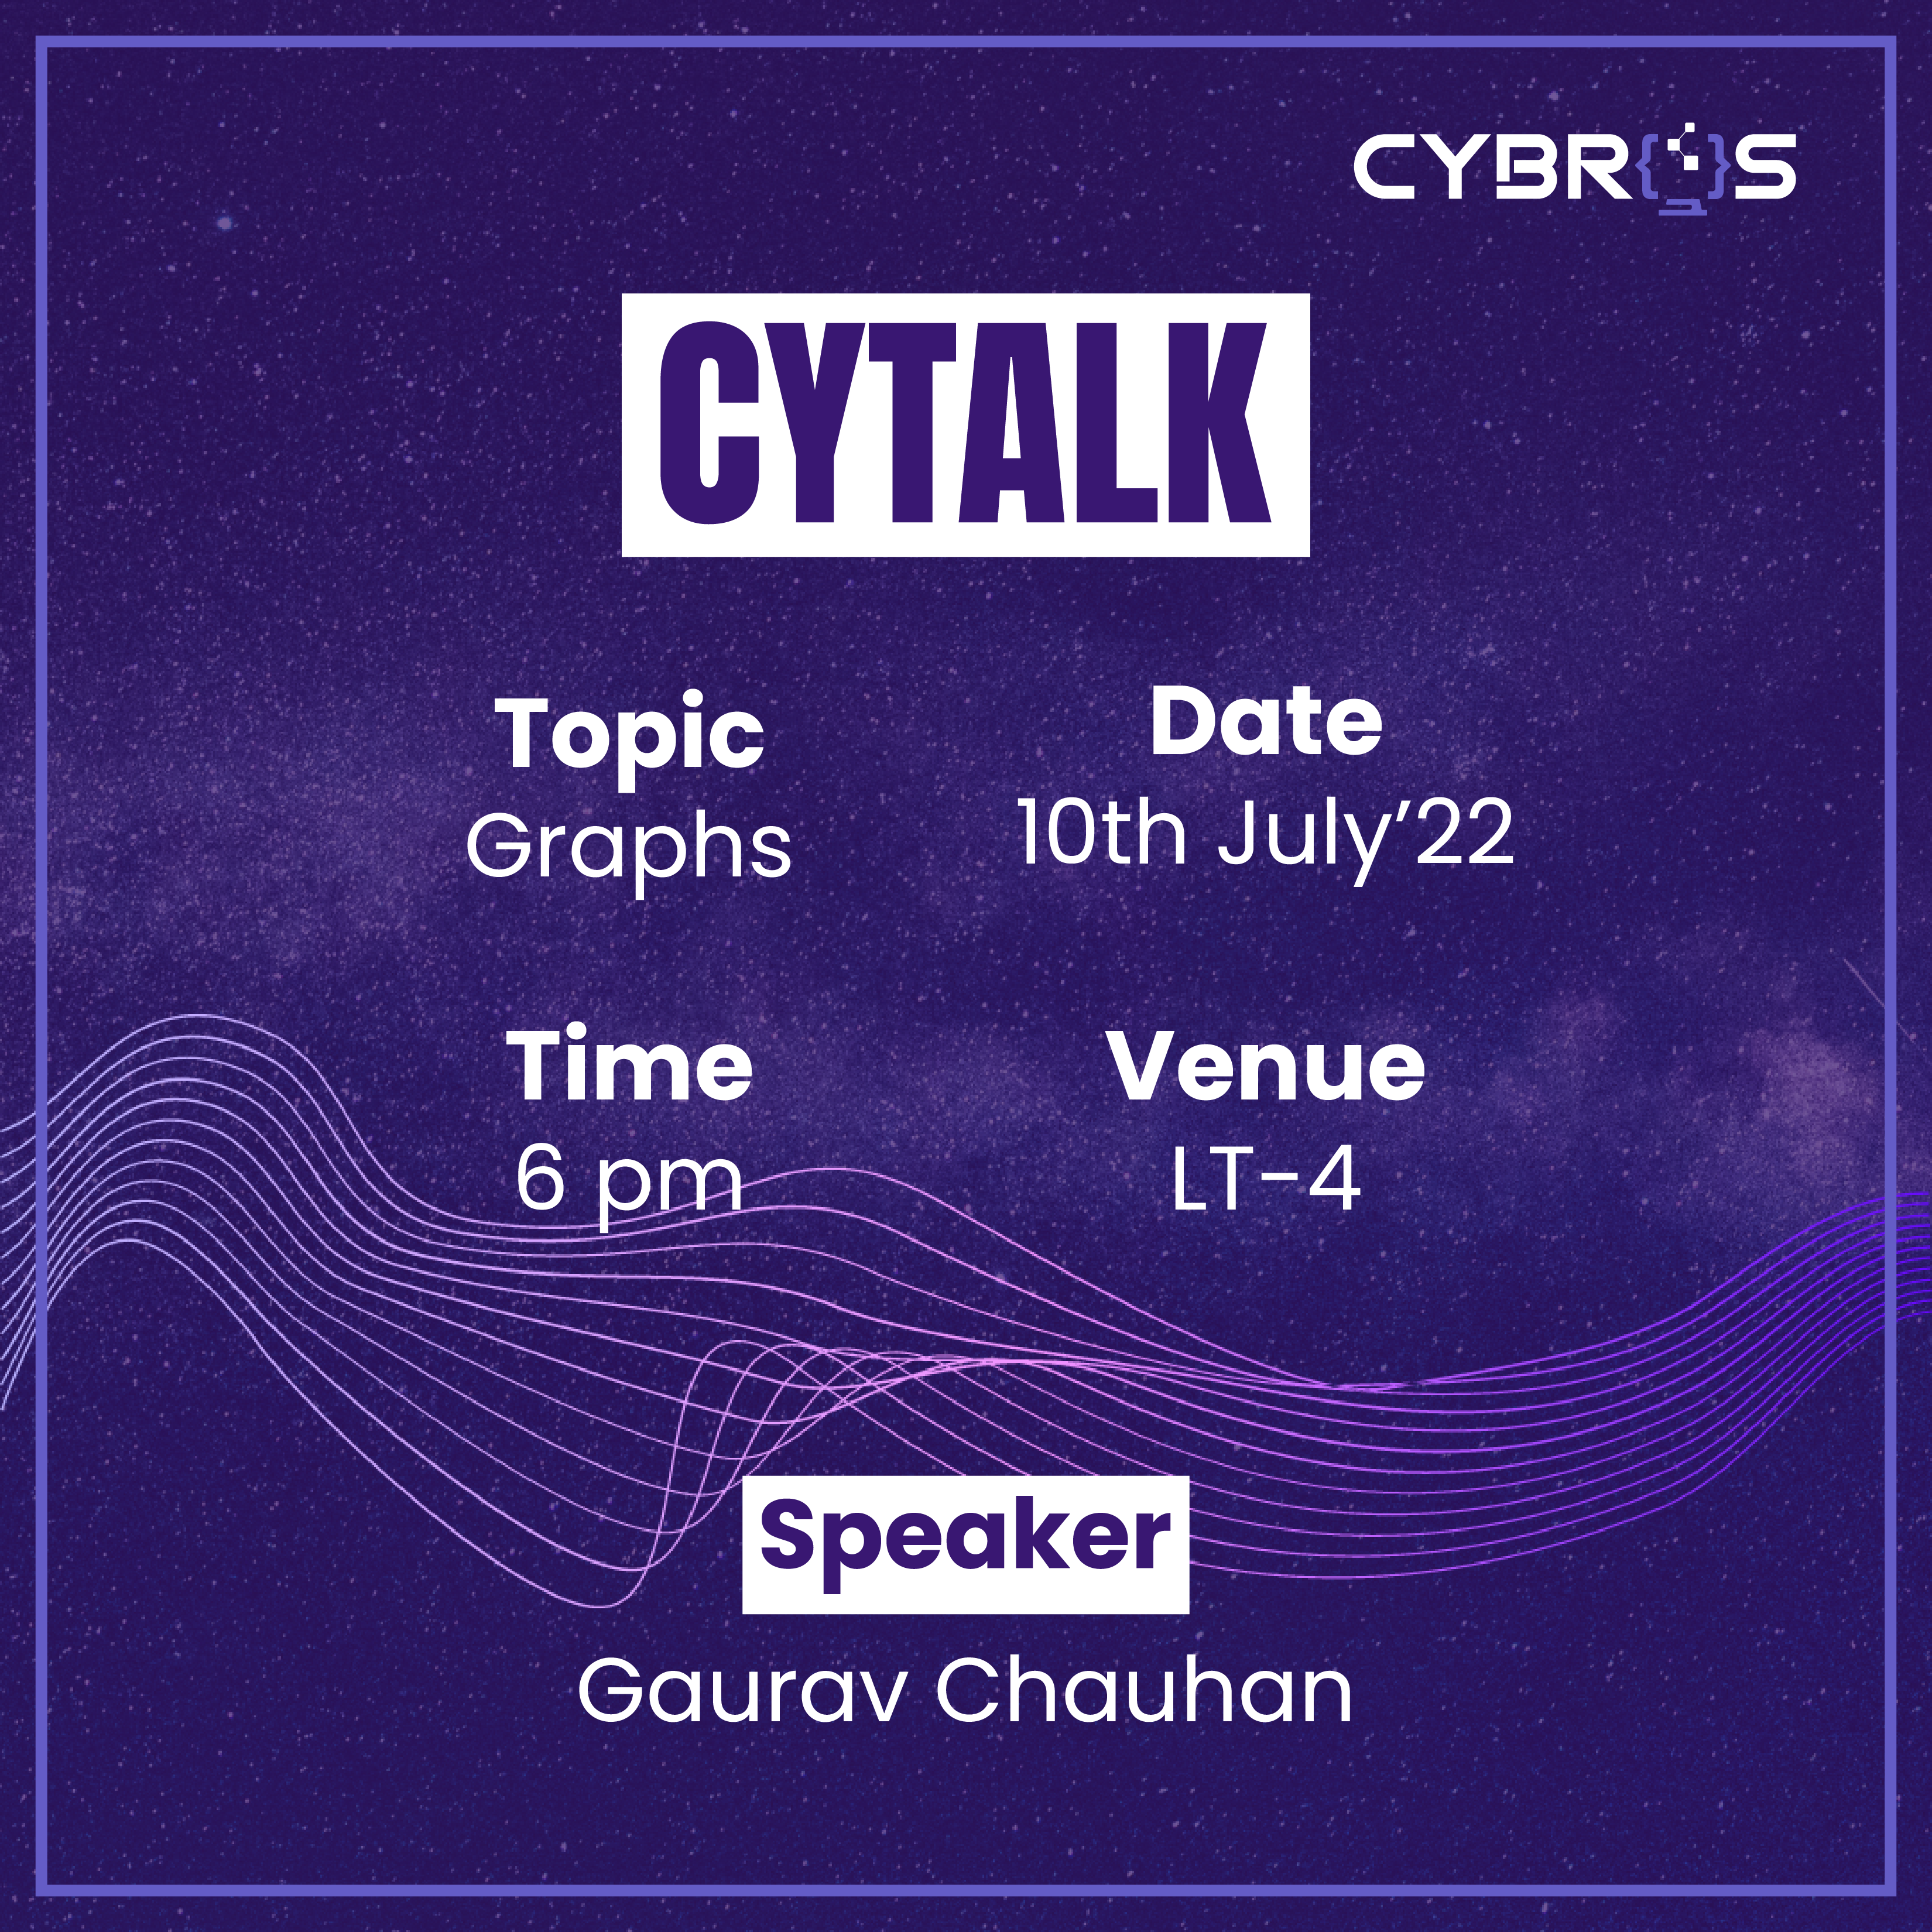 CYBROS
CYTALK
Topic
Graphs
Date
10th July’22
Time
6 pm
Venue
LT-4
Speaker
Gaurav Chauhan